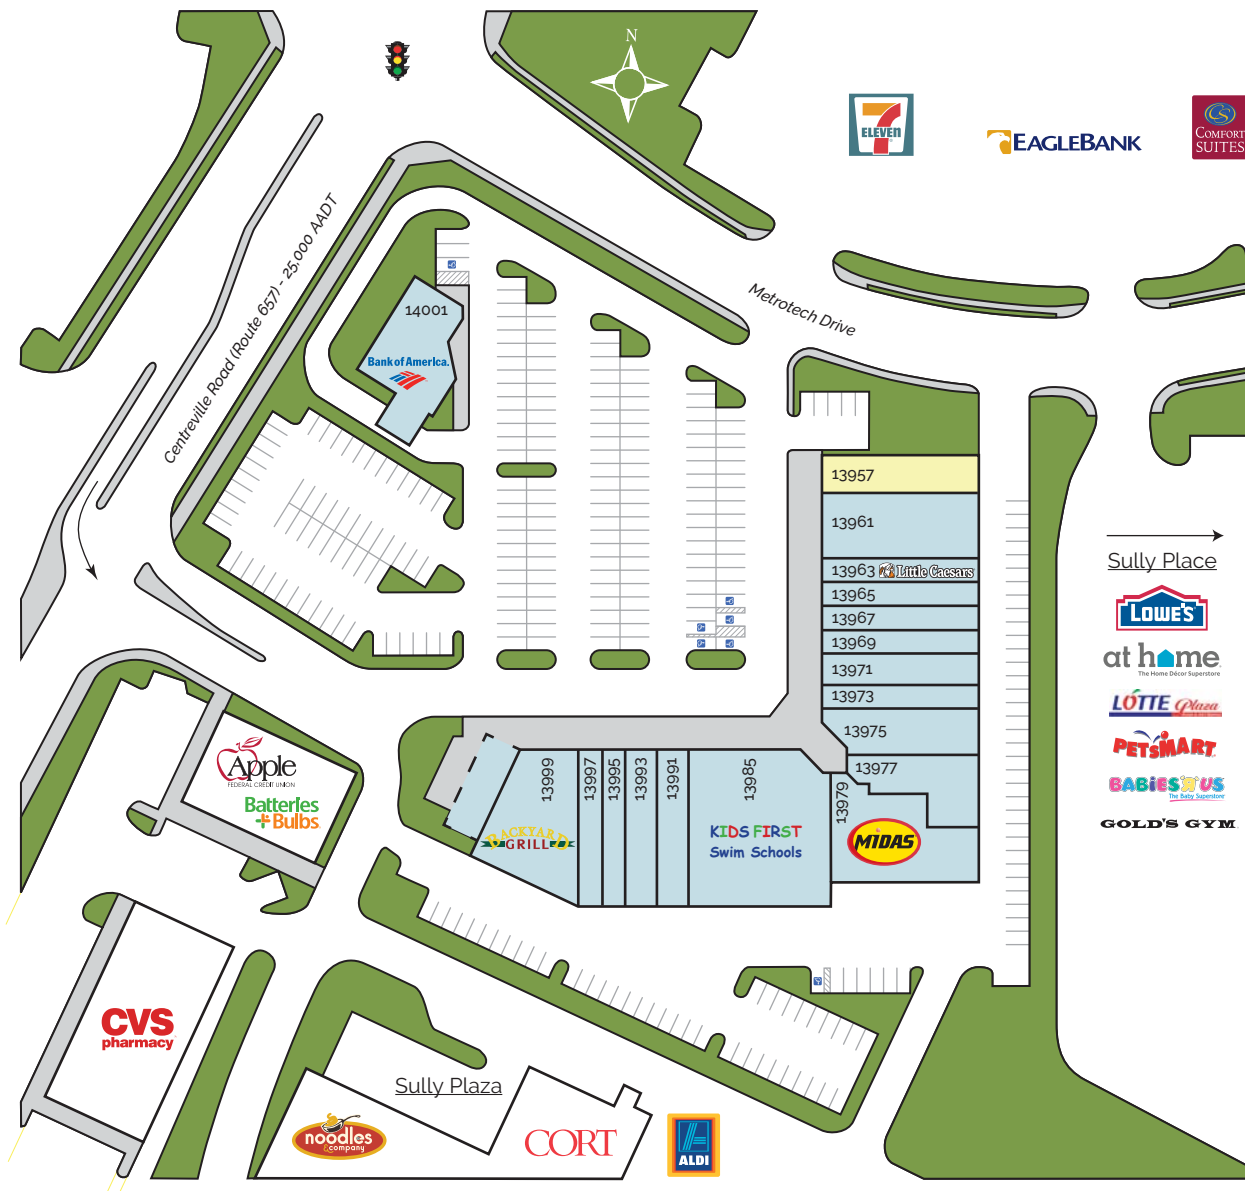 N
7
ELEVEN
EAGLEBANK
CS
COMFORT
SUITES
Centreville Road (Route 657) - 25,000 AADT
Metrotech Drive
14001
Bank of America.
13957
13961
13963 Little Caesars
13965
13967
13969
13971
13973
13975
13977
13979
MIDAS
13985
KIDS FIRST
Swim Schools
13991
13993
13995
13997
13999
BACKYARD
GRILL
Sully Place
LOWE'S
at home.
The Home Décor Superstore
LOTTE Plaza
PETSMART
BABIES"R"US
The Baby Superstore
GOLD'S GYM
Apple
FEDERAL CREDIT UNION
Batteries
+Bulbs
CVS
pharmacy
Sully Plaza
noodles
&company
CORT
ALDI